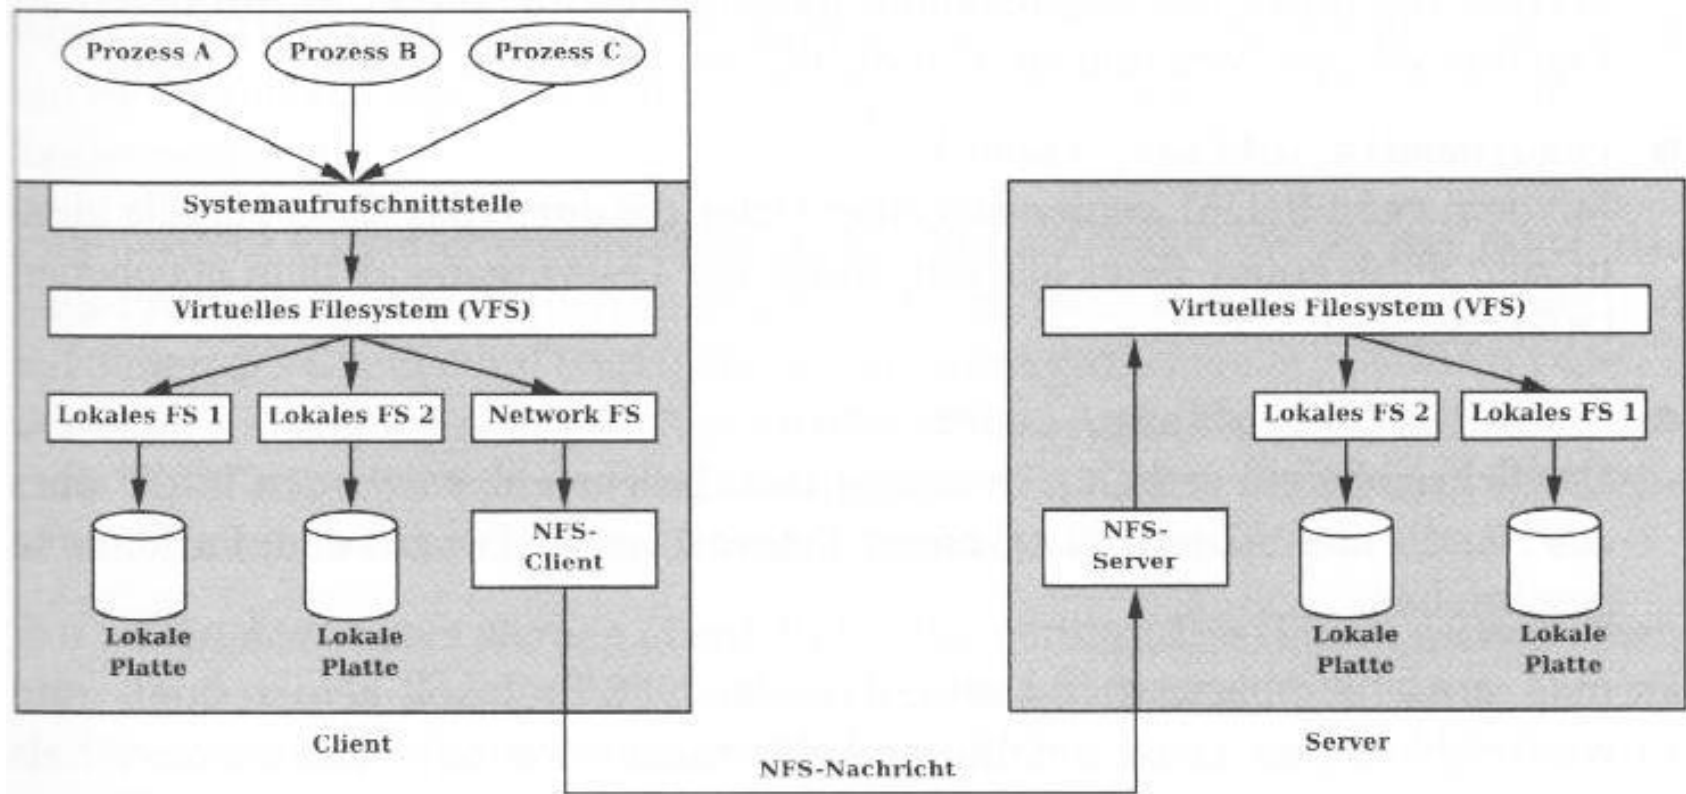 Prozess A
Prozess B
Prozess C
Systemaufrufschnittstelle
Virtuelles Filesystem (VFS)
Lokales FS 1
Lokales FS 2
Network FS
NFS-
Client
Lokale
Platte
Lokale
Platte
Client
Virtuelles Filesystem (VFS)
Lokales FS 2
Lokales FS 1
NFS-
Server
Lokale
Platte
Lokale
Platte
Server
NFS-Nachricht